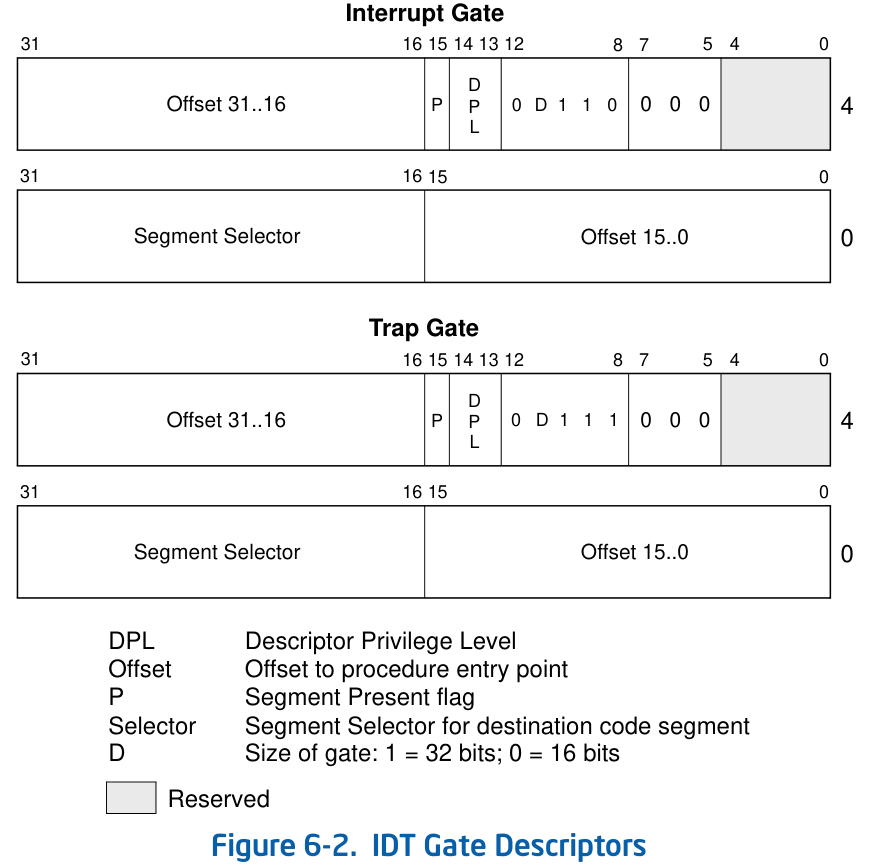 Interrupt Gate
31 16 15 14 13 12 8 7 5 4 0
Offset 31..16 P DPL 0 D 1 1 0 0 0 0 4
31 16 15 0
Segment Selector Offset 15..0 0
Trap Gate
31 16 15 14 13 12 8 7 5 4 0
Offset 31..16 P DPL 0 D 1 1 1 0 0 0 4
31 16 15 0
Segment Selector Offset 15..0 0
DPL Descriptor Privilege Level
Offset Offset to procedure entry point
P Segment Present flag
Selector Segment Selector for destination code segment
D Size of gate: 1 = 32 bits; 0 = 16 bits
Reserved
Figure 6-2. IDT Gate Descriptors